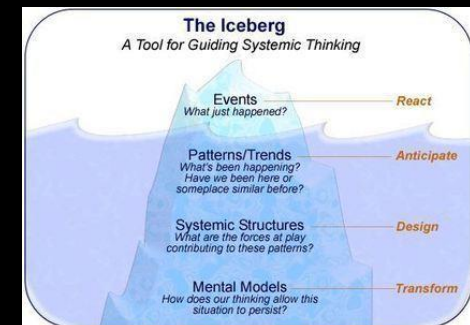 The Iceberg
A Tool for Guiding Systemic Thinking
Events
What just happened?
React
Patterns/Trends
What's been happening?
Have we been here or
someplace similar before?
Anticipate
Systemic Structures
What are the forces at play
contributing to these patterns?
Design
Mental Models
How does our thinking allow this
situation to persist?
Transform